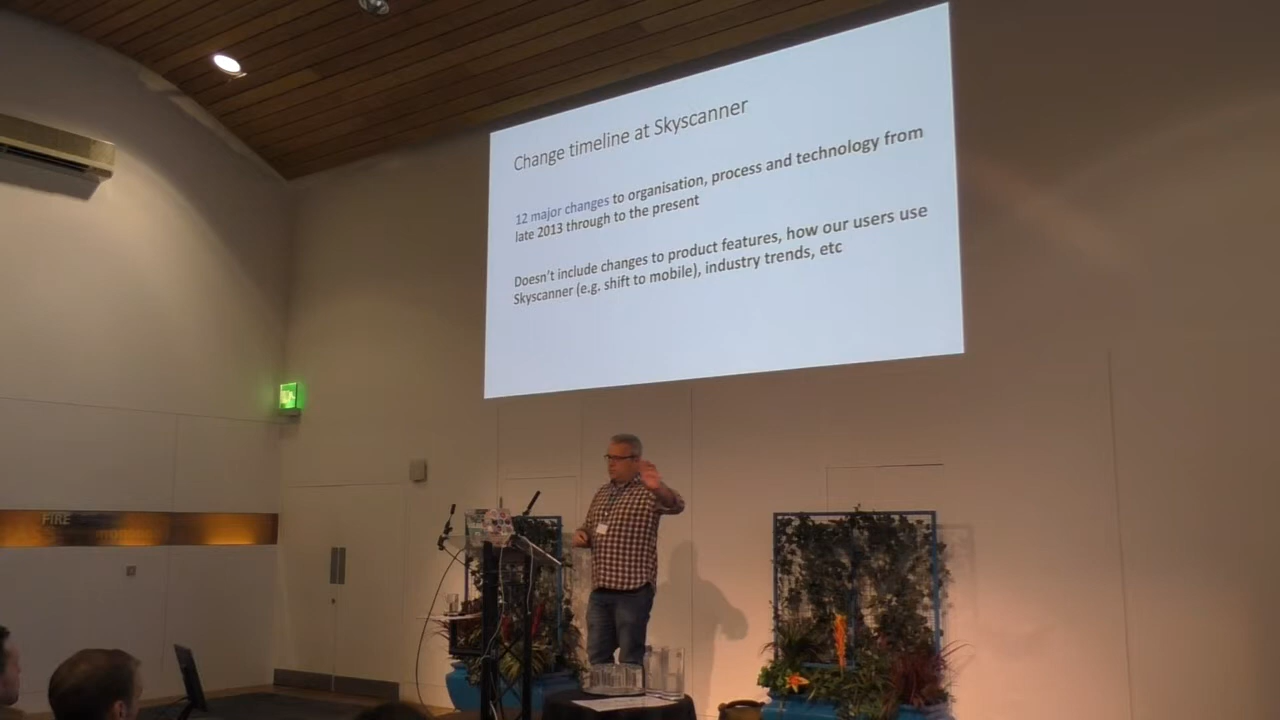 Change timeline at Skyscanner
12 major changes to organisation, process and technology from
late 2013 through to the present
Doesn't include changes to product features, how our users use
Skyscanner (e.g. shift to mobile), industry trends, etc
FIRE